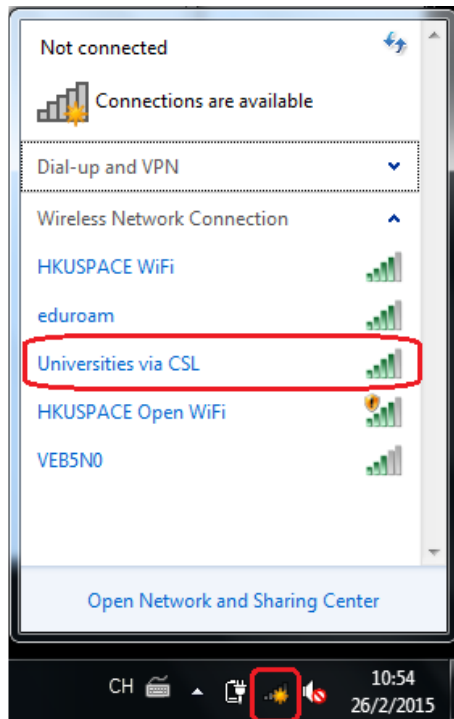 Not connected
Connections are available
Dial-up and VPN
Wireless Network Connection
HKUSPACE WiFi
eduroam
Universities via CSL
HKUSPACE Open WiFi
VEB5N0
Open Network and Sharing Center
CH
10:54
26/2/2015